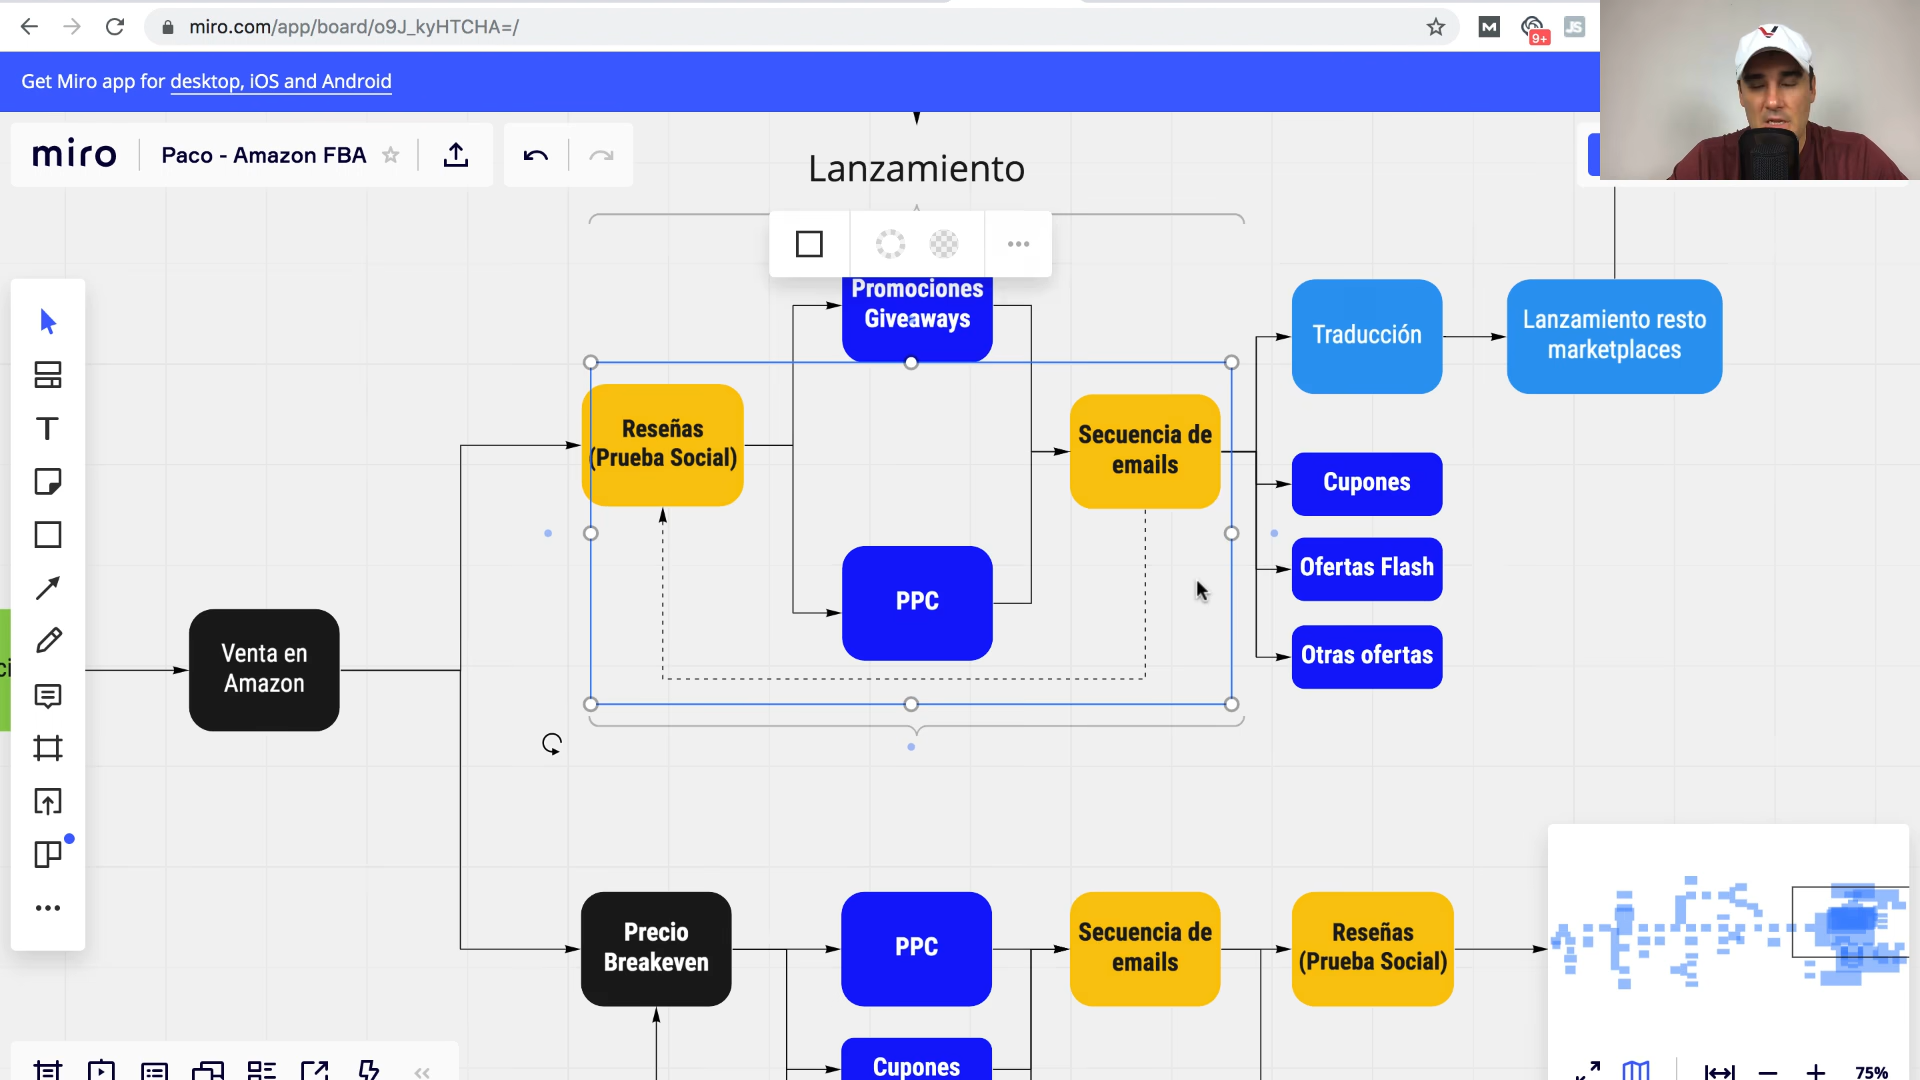 miro.com/app/board/o9J_kyHTCHA=/
9+
JS
Get Miro app for desktop, iOS and Android
miro
Paco - Amazon FBA
Lanzamiento
Promociones
Giveaways
Traducción
Lanzamiento resto
marketplaces
Reseñas
(Prueba Social)
Secuencia de
emails
Cupones
Ofertas Flash
PPC
Otras ofertas
Venta en
Amazon
Precio
Breakeven
PPC
Secuencia de
emails
Reseñas
(Prueba Social)
Cupones
75%